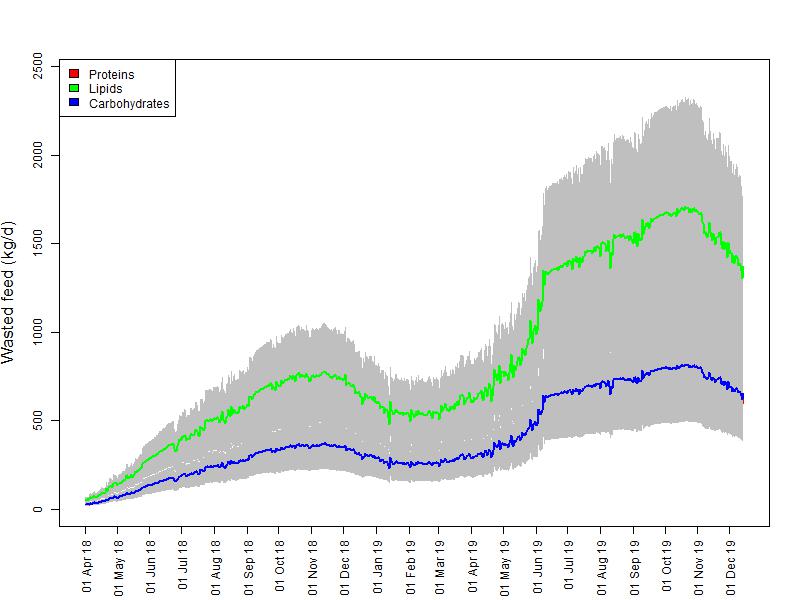 Wasted feed (kg/d)
2500
2000
1500
1000
500
0
Proteins
Lipids
Carbohydrates
01 Apr 18
01 May 18
01 Jun 18
01 Jul 18
01 Aug 18
01 Sep 18
01 Oct 18
01 Nov 18
01 Dec 18
01 Jan 19
01 Feb 19
01 Mar 19
01 Apr 19
01 May 19
01 Jun 19
01 Jul 19
01 Aug 19
01 Sep 19
01 Oct 19
01 Nov 19
01 Dec 19